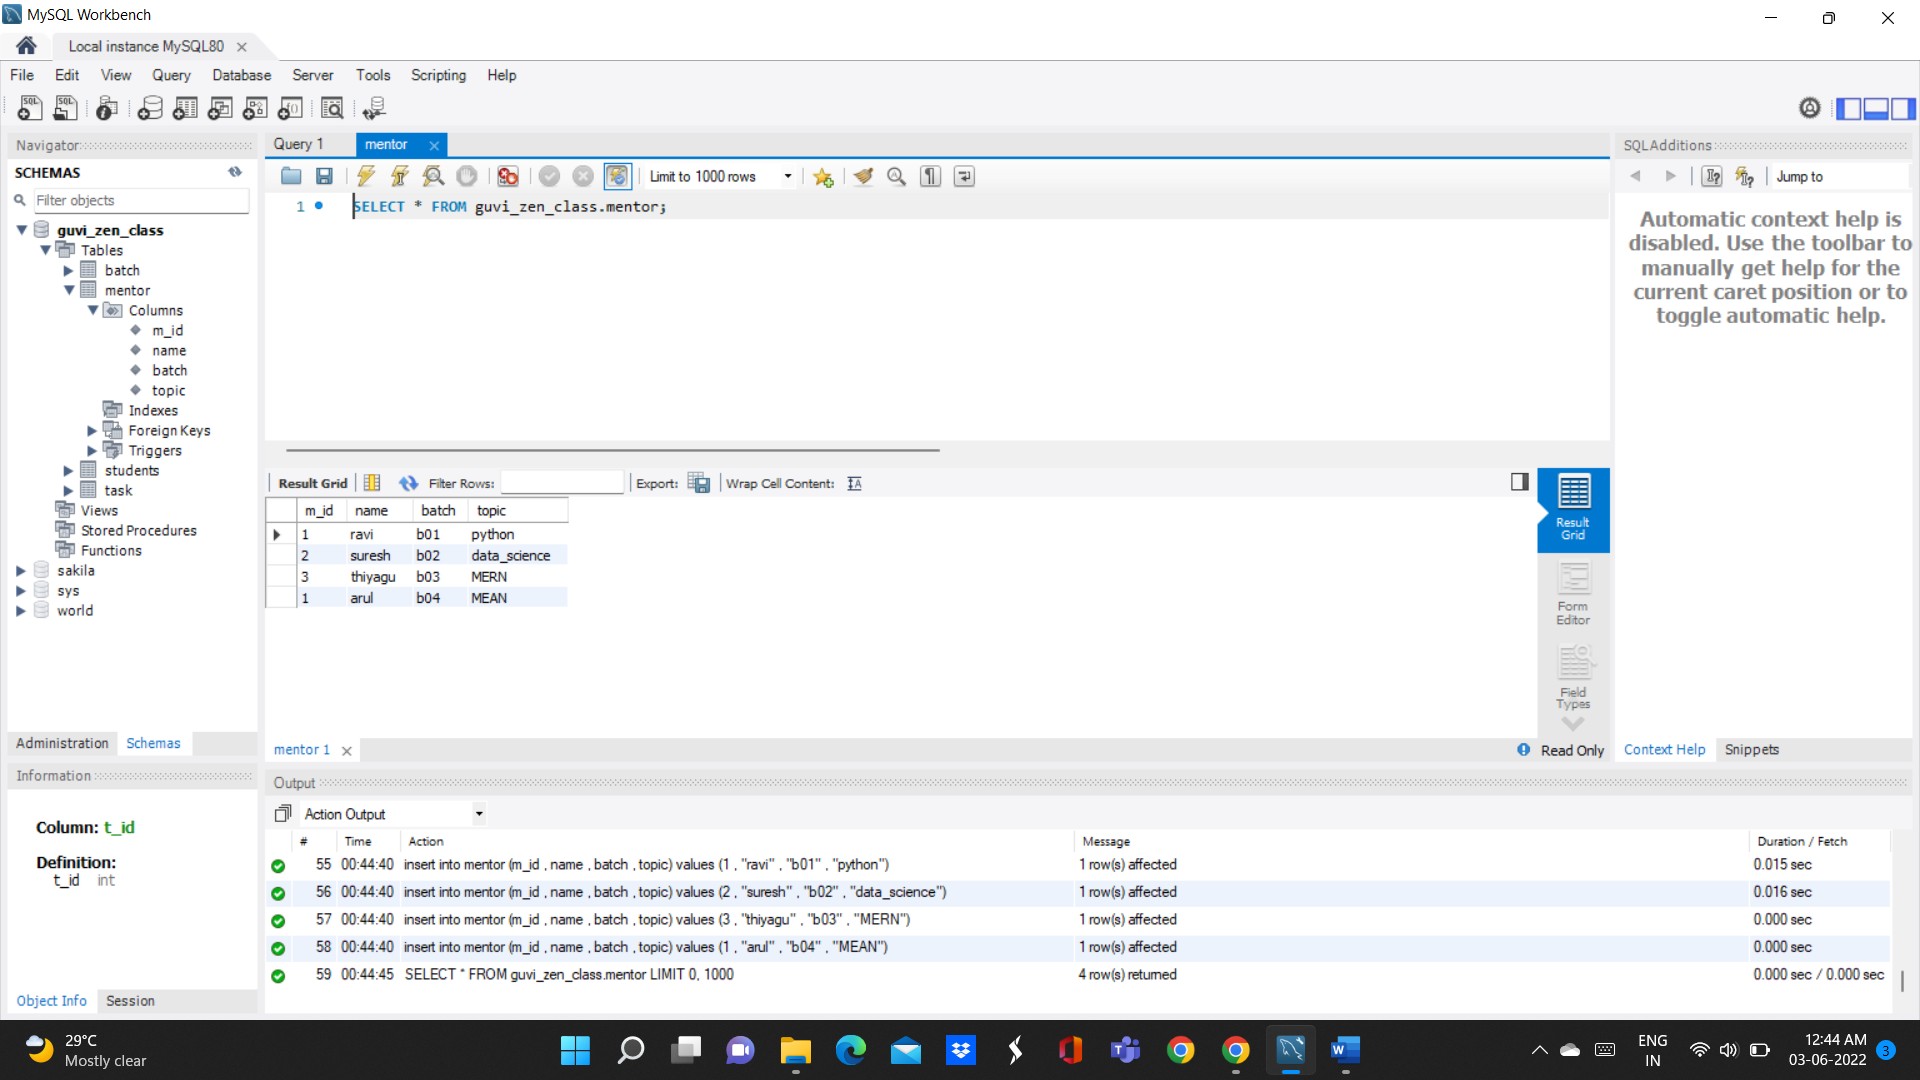 MySQL Workbench
Local instance MySQL80
File Edit View Query Database Server Tools Scripting Help
Navigator
SCHEMAS
Filter objects
guvi_zen_class
Tables
batch
mentor
Columns
m_id
name
batch
topic
Indexes
Foreign Keys
Triggers
students
task
Views
Stored Procedures
Functions
sakila
sys
world
Administration Schemas
Information
Column: t_id
Definition:
t_id int
Object Info Session
Query 1 mentor
Limit to 1000 rows
1 SELECT * FROM guvi_zen_class.mentor;
Result Grid Filter Rows: Export: Wrap Cell Content:
m_id name batch topic
1 ravi b01 python
2 suresh b02 data_science
3 thiyagu b03 MERN
1 arul b04 MEAN
Result
Grid
Form
Editor
Field
Types
mentor 1
Read Only
SQLAdditions
Jump to
Automatic context help is
disabled. Use the toolbar to
manually get help for the
current caret position or to
toggle automatic help.
Context Help Snippets
Output
Action Output
# Time Action Message Duration / Fetch
55 00:44:40 insert into mentor (m_id , name , batch , topic) values (1 , "ravi" , "b01" , "python") 1 row(s) affected 0.015 sec
56 00:44:40 insert into mentor (m_id , name , batch , topic) values (2 , "suresh" , "b02" , "data_science") 1 row(s) affected 0.016 sec
57 00:44:40 insert into mentor (m_id , name , batch , topic) values (3 , "thiyagu" , "b03" , "MERN") 1 row(s) affected 0.000 sec
58 00:44:40 insert into mentor (m_id , name , batch , topic) values (1 , "arul" , "b04" , "MEAN") 1 row(s) affected 0.000 sec
59 00:44:45 SELECT * FROM guvi_zen_class.mentor LIMIT 0, 1000 4 row(s) returned 0.000 sec / 0.000 sec
29°C
Mostly clear
ENG
IN
12:44 AM
03-06-2022
3